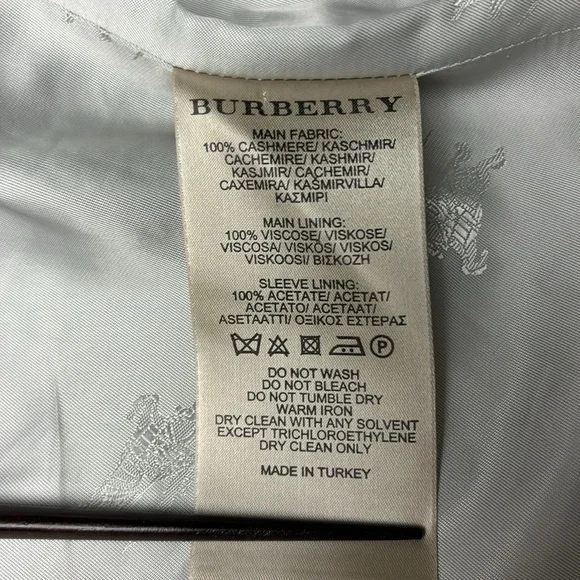 BURBERRY
MAIN FABRIC:
100% CASHMERE/ KASCHMIR/
CACHEMIRE/ KAŠMIR/
KASJMIR/ CACHEMIR/
CAXEMIRA/ KAŠMIRVILLA/
ΚΑΣΜΙΡΙ
MAIN LINING:
100% VISCOSE/ VISKOSE/
VISCOSA/ VISKÓS/ VISKOS/
VISKOOSI/ ΒΙΣΚΟΖΗ
SLEEVE LINING:
100% ACETATE/ ACETAT/
ACETATO/ ACETAAT/
ASETAATTI/ ΟΞΙΚΟΣ ΕΣΤΕΡΑΣ
P
DO NOT WASH
DO NOT BLEACH
DO NOT TUMBLE DRY
WARM IRON
DRY CLEAN WITH ANY SOLVENT
EXCEPT TRICHLOROETHYLENE
DRY CLEAN ONLY
MADE IN TURKEY